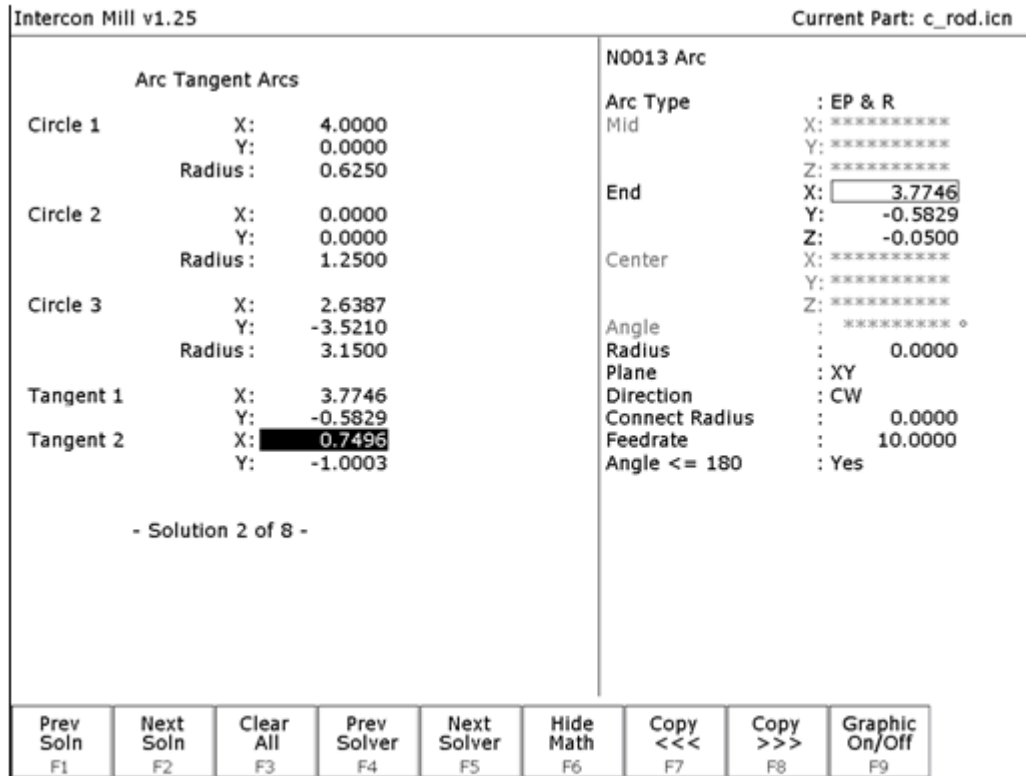 Intercon Mill v1.25
Current Part: c_rod.icn
Arc Tangent Arcs
Circle 1 X: 4.0000
Y: 0.0000
Radius : 0.6250
Circle 2 X: 0.0000
Y: 0.0000
Radius : 1.2500
Circle 3 X: 2.6387
Y: -3.5210
Radius : 3.1500
Tangent 1 X: 3.7746
Y: -0.5829
Tangent 2 X: 0.7496
Y: -1.0003
- Solution 2 of 8 -
N0013 Arc
Arc Type : EP & R
Mid X: **********
Y: **********
Z: **********
End X: 3.7746
Y: -0.5829
Z: -0.0500
Center X: **********
Y: **********
Z: **********
Angle : ********* °
Radius : 0.0000
Plane : XY
Direction : CW
Connect Radius : 0.0000
Feedrate : 10.0000
Angle <= 180 : Yes
Prev Next Clear Prev Next Hide Copy Copy Graphic
Soln Soln All Solver Solver Math <<< >>> On/Off
F1 F2 F3 F4 F5 F6 F7 F8 F9